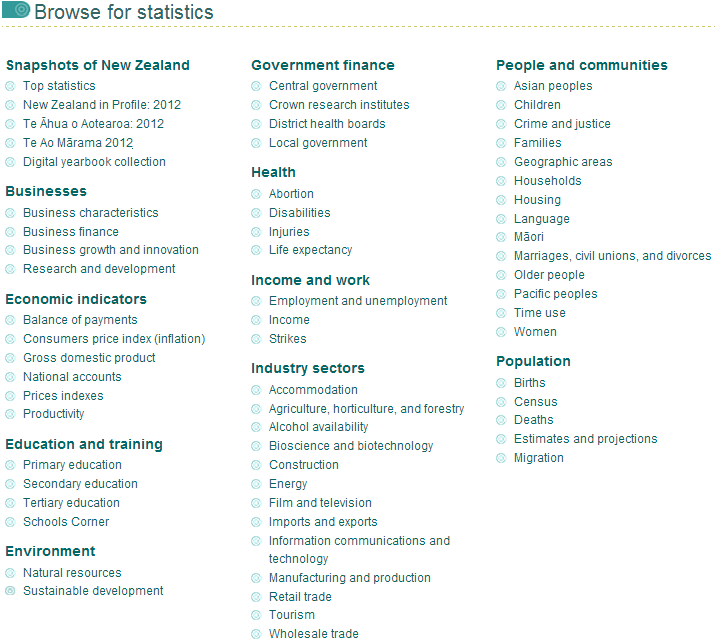 Browse for statistics
Snapshots of New Zealand
Top statistics
New Zealand in Profile: 2012
Te Āhua o Aotearoa: 2012
Te Ao Mārama 2012
Digital yearbook collection
Businesses
Business characteristics
Business finance
Business growth and innovation
Research and development
Economic indicators
Balance of payments
Consumers price index (inflation)
Gross domestic product
National accounts
Prices indexes
Productivity
Education and training
Primary education
Secondary education
Tertiary education
Schools Corner
Environment
Natural resources
Sustainable development
Government finance
Central government
Crown research institutes
District health boards
Local government
Health
Abortion
Disabilities
Injuries
Life expectancy
Income and work
Employment and unemployment
Income
Strikes
Industry sectors
Accommodation
Agriculture, horticulture, and forestry
Alcohol availability
Bioscience and biotechnology
Construction
Energy
Film and television
Imports and exports
Information communications and
technology
Manufacturing and production
Retail trade
Tourism
Wholesale trade
People and communities
Asian peoples
Children
Crime and justice
Families
Geographic areas
Households
Housing
Language
Māori
Marriages, civil unions, and divorces
Older people
Pacific peoples
Time use
Women
Population
Births
Census
Deaths
Estimates and projections
Migration